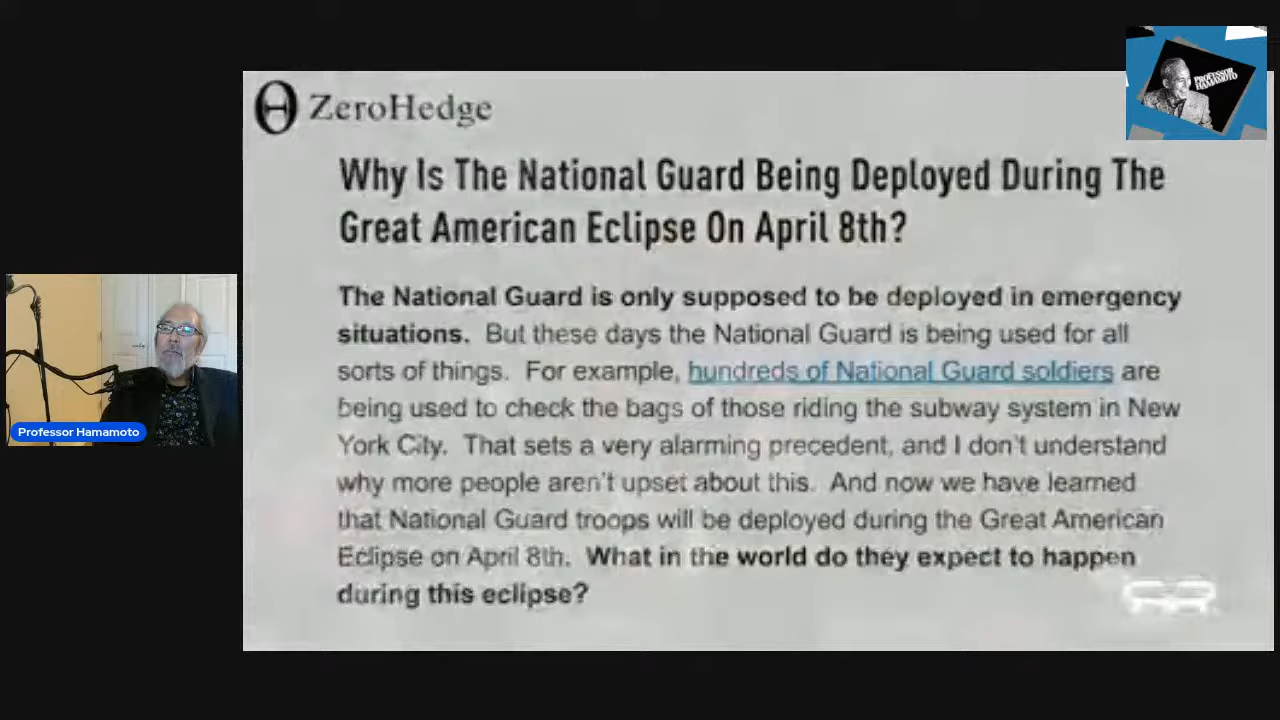 PROFESSOR
HAMAMOTO
ZeroHedge
Why Is The National Guard Being Deployed During The
Great American Eclipse On April 8th?
The National Guard is only supposed to be deployed in emergency
situations. But these days the National Guard is being used for all
sorts of things. For example, hundreds of National Guard soldiers are
being used to check the bags of those riding the subway system in New
York City. That sets a very alarming precedent, and I don't understand
why more people aren't upset about this. And now we have learned
that National Guard troops will be deployed during the Great American
Eclipse on April 8th. What in the world do they expect to happen
during this eclipse?
Professor Hamamoto